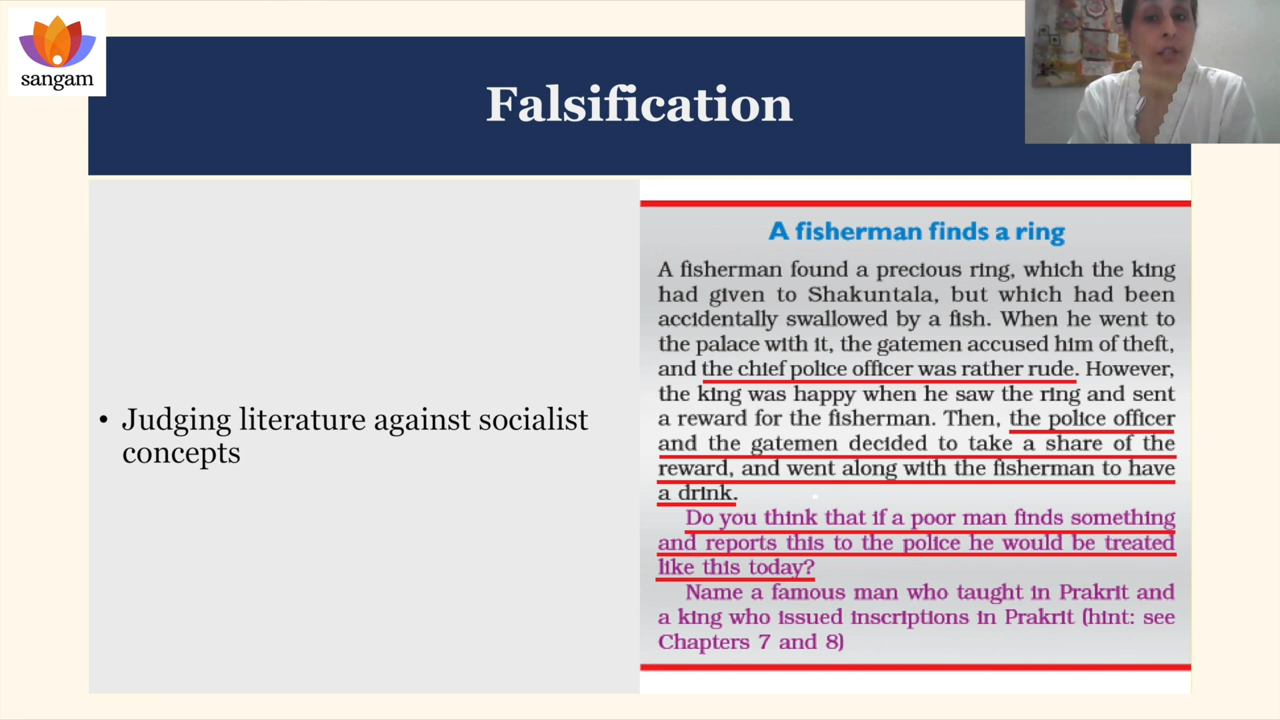 sangam
Falsification
• Judging literature against socialist
concepts
A fisherman finds a ring
A fisherman found a precious ring, which the king
had given to Shakuntala, but which had been
accidentally swallowed by a fish. When he went to
the palace with it, the gatemen accused him of theft,
and the chief police officer was rather rude. However,
the king was happy when he saw the ring and sent
a reward for the fisherman. Then, the police officer
and the gatemen decided to take a share of the
reward, and went along with the fisherman to have
a drink.
Do you think that if a poor man finds something
and reports this to the police he would be treated
like this today?
Name a famous man who taught in Prakrit and
a king who issued inscriptions in Prakrit (hint: see
Chapters 7 and 8)